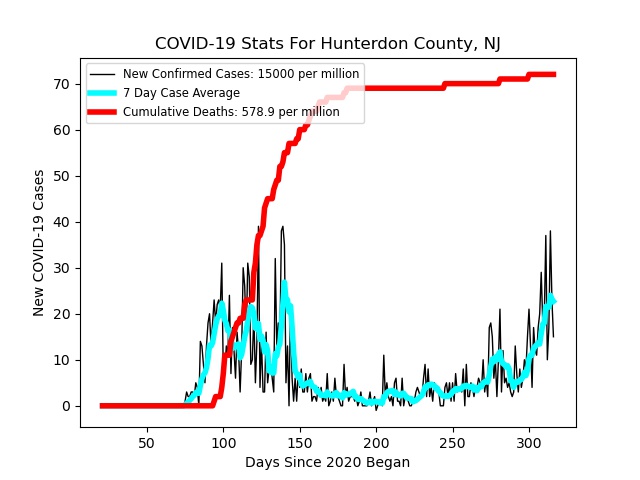 COVID-19 Stats For Hunterdon County, NJ
New Confirmed Cases: 15000 per million
7 Day Case Average
Cumulative Deaths: 578.9 per million
New COVID-19 Cases
70
60
50
40
30
20
10
0
50 100 150 200 250 300
Days Since 2020 Began